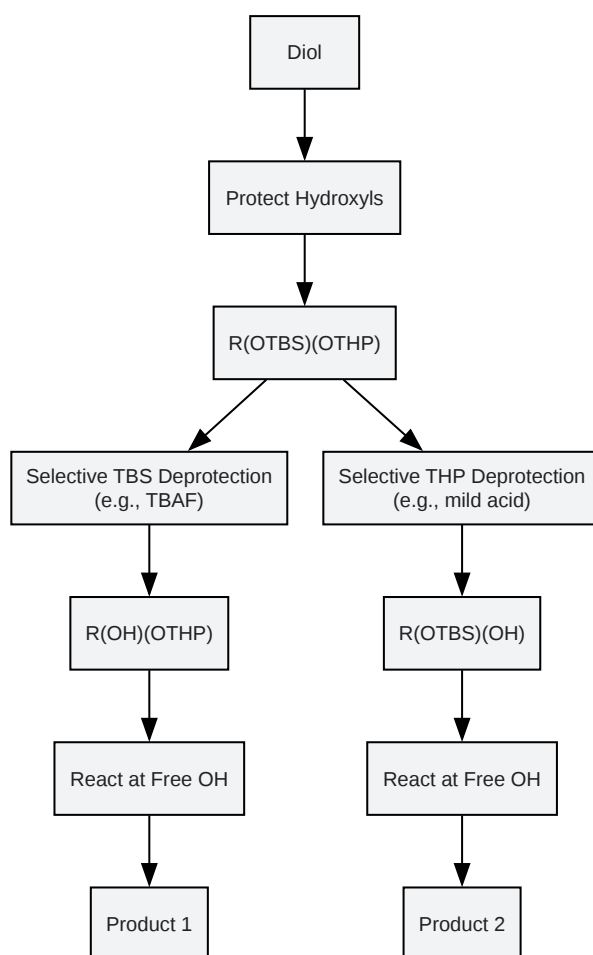 Diol
Protect Hydroxyls
R(OTBS)(OTHP)
Selective TBS Deprotection
(e.g., TBAF)
Selective THP Deprotection
(e.g., mild acid)
R(OH)(OTHP)
R(OTBS)(OH)
React at Free OH
React at Free OH
Product 1
Product 2